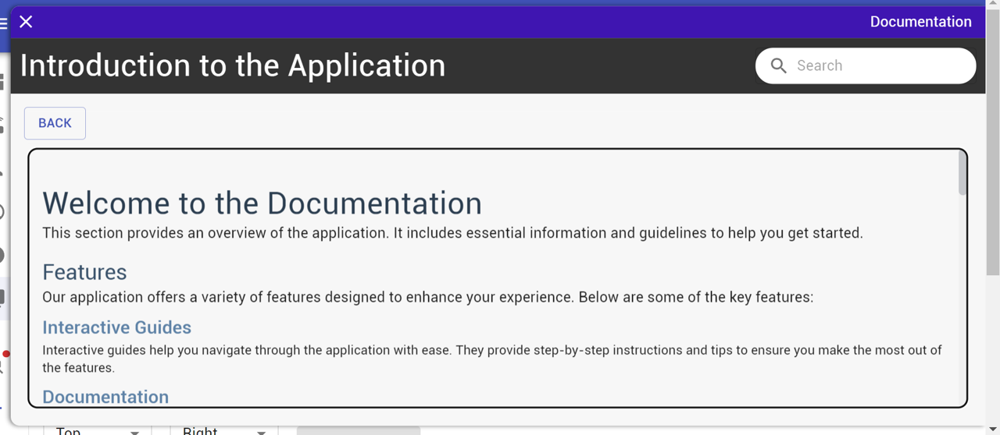 Documentation
Introduction to the Application
Search
BACK
Welcome to the Documentation
This section provides an overview of the application. It includes essential information and guidelines to help you get started.
Features
Our application offers a variety of features designed to enhance your experience. Below are some of the key features:
Interactive Guides
Interactive guides help you navigate through the application with ease. They provide step-by-step instructions and tips to ensure you make the most out of
the features.
Documentation
Top Right